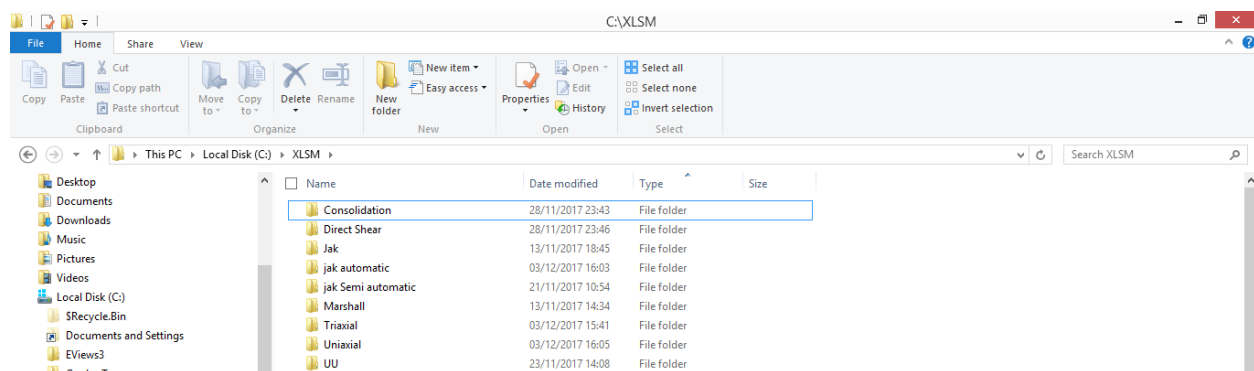 C:\XLSM
File Home Share View
Copy Paste Cut Copy path Paste shortcut Move to Copy to Delete Rename New folder New item Easy access Properties Open Edit History Select all Select none Invert selection
Clipboard Organize New Open Select
This PC Local Disk (C:) XLSM Search XLSM
Desktop
Documents
Downloads
Music
Pictures
Videos
Local Disk (C:)
$Recycle.Bin
Documents and Settings
EViews3
Name Date modified Type Size
Consolidation 28/11/2017 23:43 File folder
Direct Shear 28/11/2017 23:46 File folder
Jak 13/11/2017 18:45 File folder
jak automatic 03/12/2017 16:03 File folder
jak Semi automatic 21/11/2017 10:54 File folder
Marshall 13/11/2017 14:34 File folder
Triaxial 03/12/2017 15:41 File folder
Uniaxial 03/12/2017 16:05 File folder
UU 23/11/2017 14:08 File folder